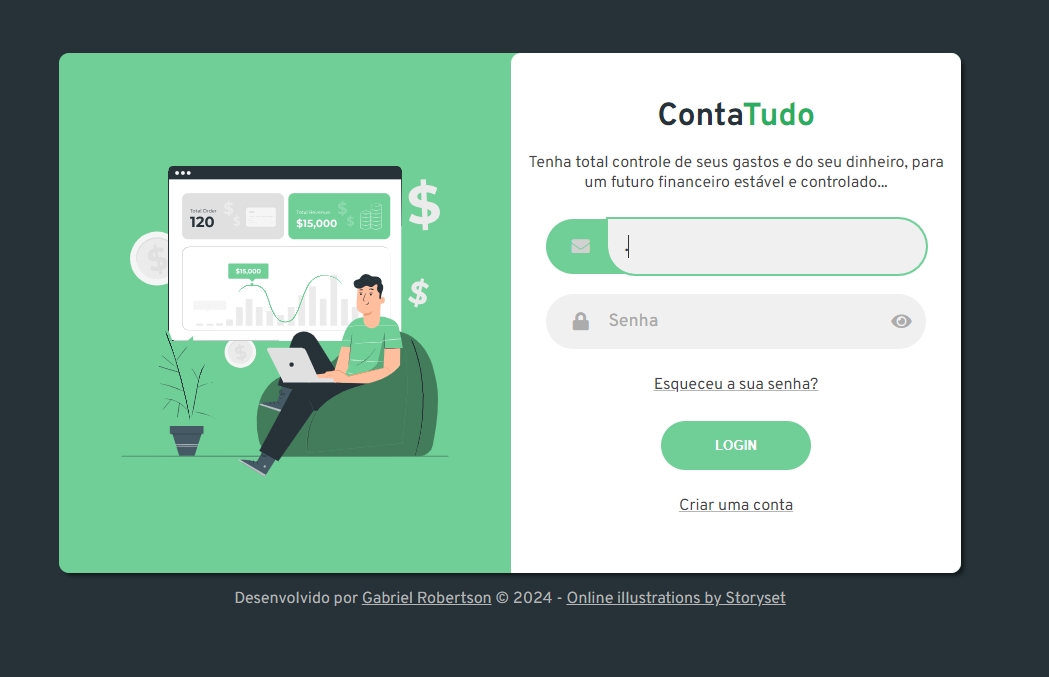 ContaTudo
Tenha total controle de seus gastos e do seu dinheiro, para
um futuro financeiro estável e controlado...
Total Order
120
Total Revenue
$15,000
$15,000
.
Senha
Esqueceu a sua senha?
LOGIN
Criar uma conta
Desenvolvido por Gabriel Robertson © 2024 - Online illustrations by Storyset